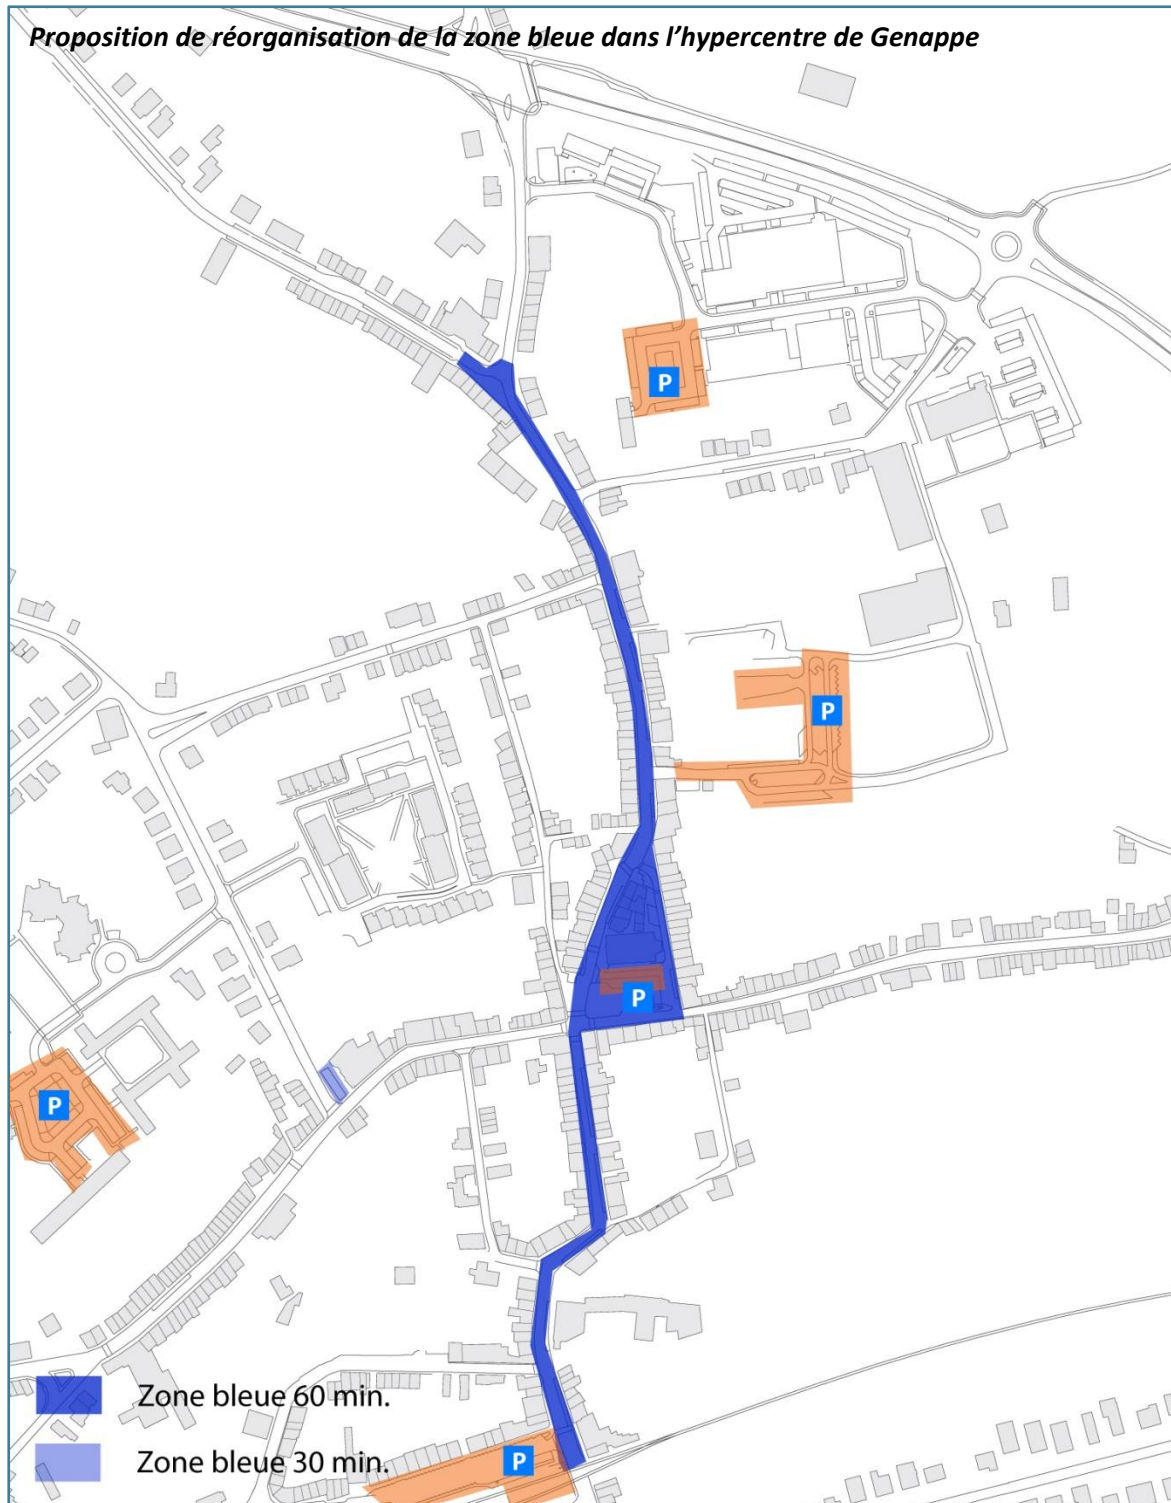 Proposition de réorganisation de la zone bleue dans l’hypercentre de Genappe
P
P
P
P
P
Zone bleue 60 min.
Zone bleue 30 min.